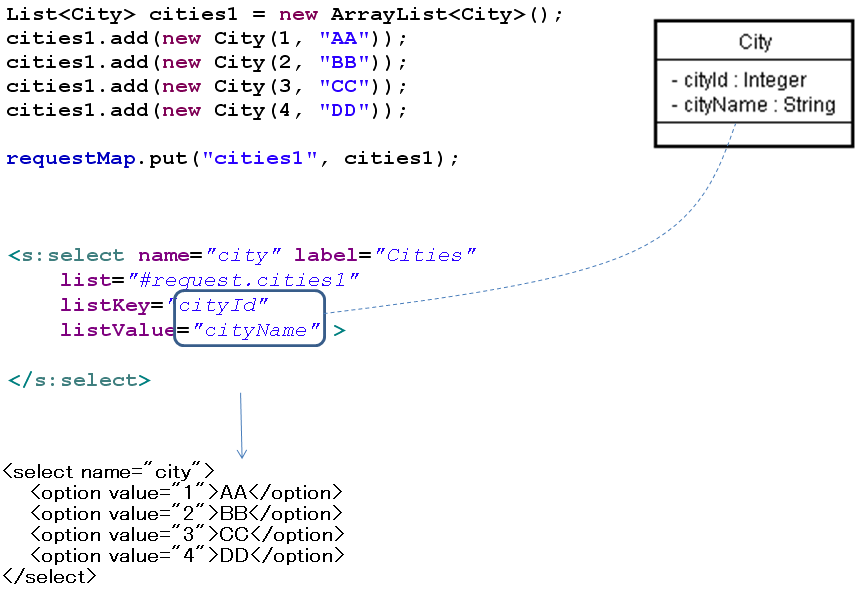 List<City> cities1 = new ArrayList<City>();
cities1.add(new City(1, "AA"));
cities1.add(new City(2, "BB"));
cities1.add(new City(3, "CC"));
cities1.add(new City(4, "DD"));
requestMap.put("cities1", cities1);
City
- cityId : Integer
- cityName : String
<s:select name="city" label="Cities"
list="#request.cities1"
listKey="cityId"
listValue="cityName" >
</s:select>
<select name="city">
<option value="1">AA</option>
<option value="2">BB</option>
<option value="3">CC</option>
<option value="4">DD</option>
</select>